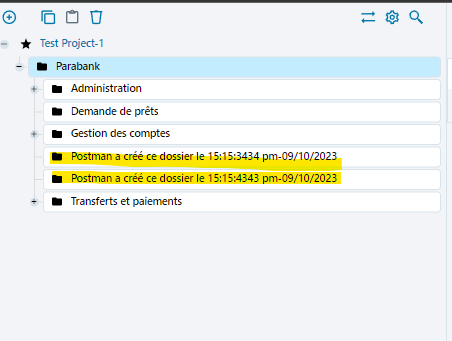 Test Project-1
Parabank
Administration
Demande de prêts
Gestion des comptes
Postman a créé ce dossier le 15:15:3434 pm-09/10/2023
Postman a créé ce dossier le 15:15:4343 pm-09/10/2023
Transferts et paiements